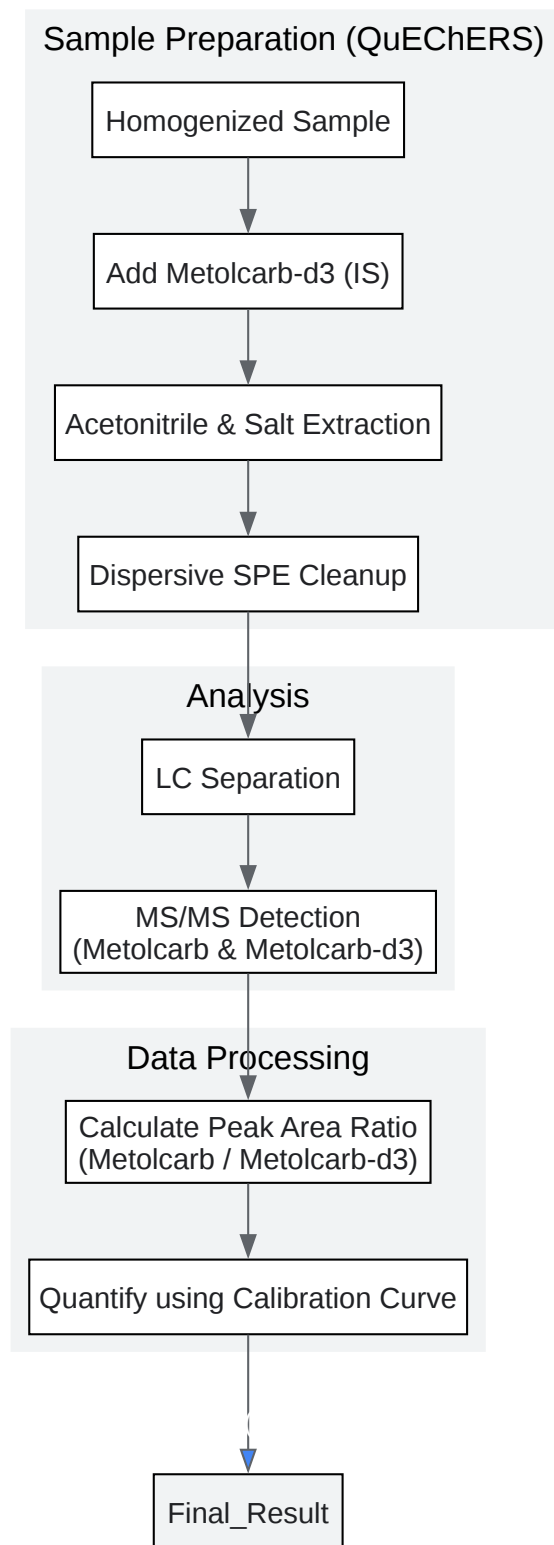 Sample Preparation (QuEChERS)
Homogenized Sample
Add Metolcarb-d3 (IS)
Acetonitrile & Salt Extraction
Dispersive SPE Cleanup
Analysis
LC Separation
MS/MS Detection
(Metolcarb & Metolcarb-d3)
Data Processing
Calculate Peak Area Ratio
(Metolcarb / Metolcarb-d3)
Quantify using Calibration Curve
Final_Result